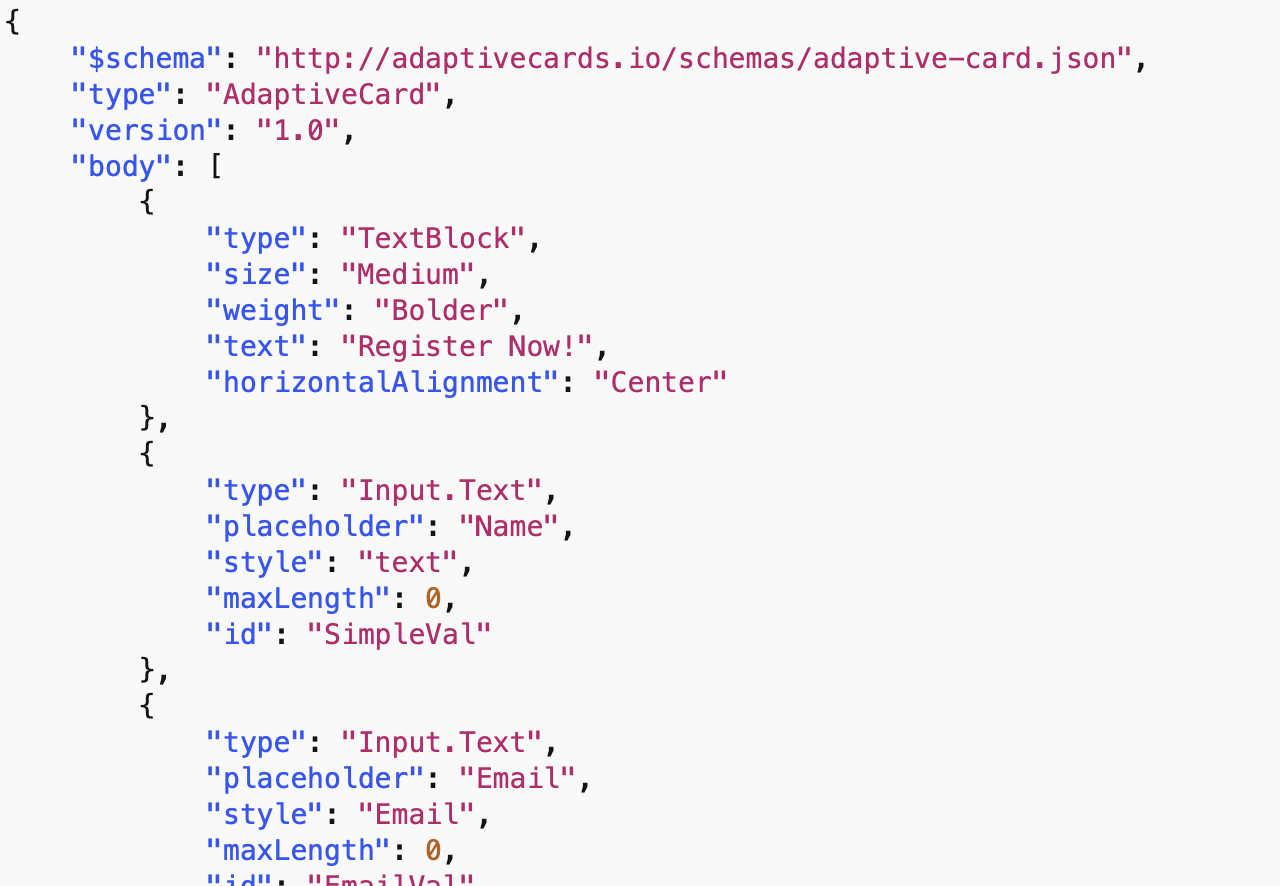 {
    "$schema": "http://adaptivecards.io/schemas/adaptive-card.json",
    "type": "AdaptiveCard",
    "version": "1.0",
    "body": [
        {
            "type": "TextBlock",
            "size": "Medium",
            "weight": "Bolder",
            "text": "Register Now!",
            "horizontalAlignment": "Center"
        },
        {
            "type": "Input.Text",
            "placeholder": "Name",
            "style": "text",
            "maxLength": 0,
            "id": "SimpleVal"
        },
        {
            "type": "Input.Text",
            "placeholder": "Email",
            "style": "Email",
            "maxLength": 0,
            "id": "EmailVal"